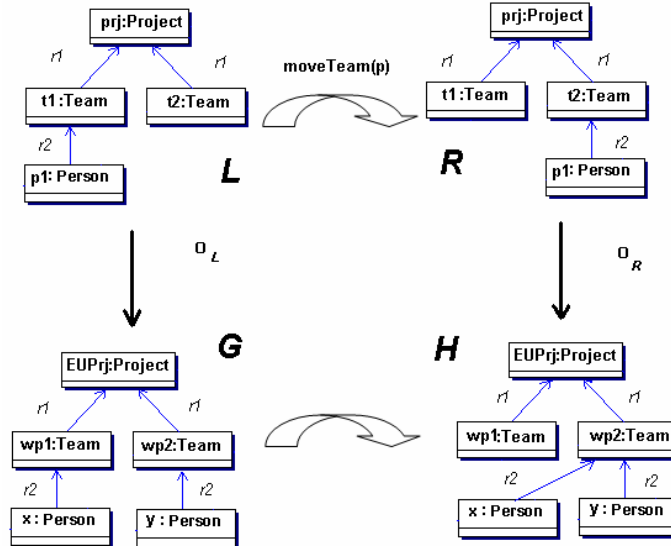 prj:Project
prj:Project
r1
r1
r1
r1
moveTeam(p)
t1:Team
t2:Team
t1:Team
t2:Team
r2
r2
p1:Person
L
R
p1:Person
O L
O R
G
H
EUPrj:Project
EUPrj:Project
r1
r1
r1
r1
wp1:Team
wp2:Team
wp1:Team
wp2:Team
r2
r2
r2
r2
x : Person
y : Person
x : Person
y : Person